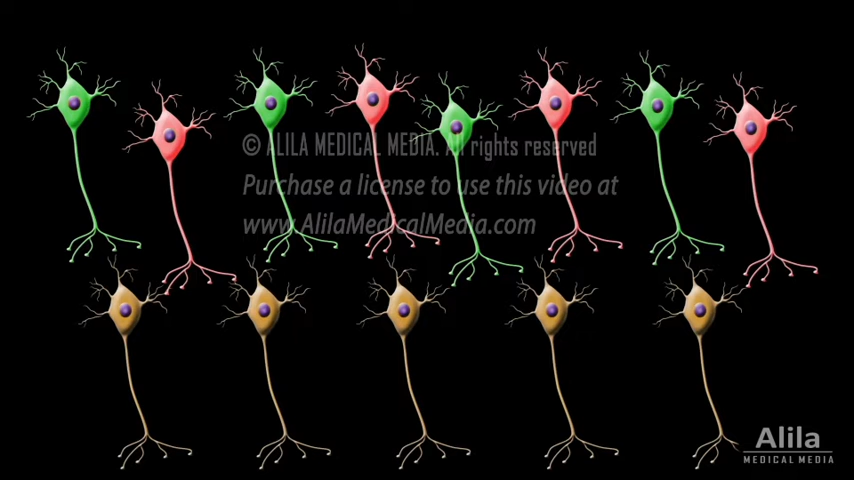 © ALILA MEDICAL MEDIA. All rights reserved
Purchase a license to use this video at
www.AlilaMedicalMedia.com
Alila
MEDICAL MEDIA